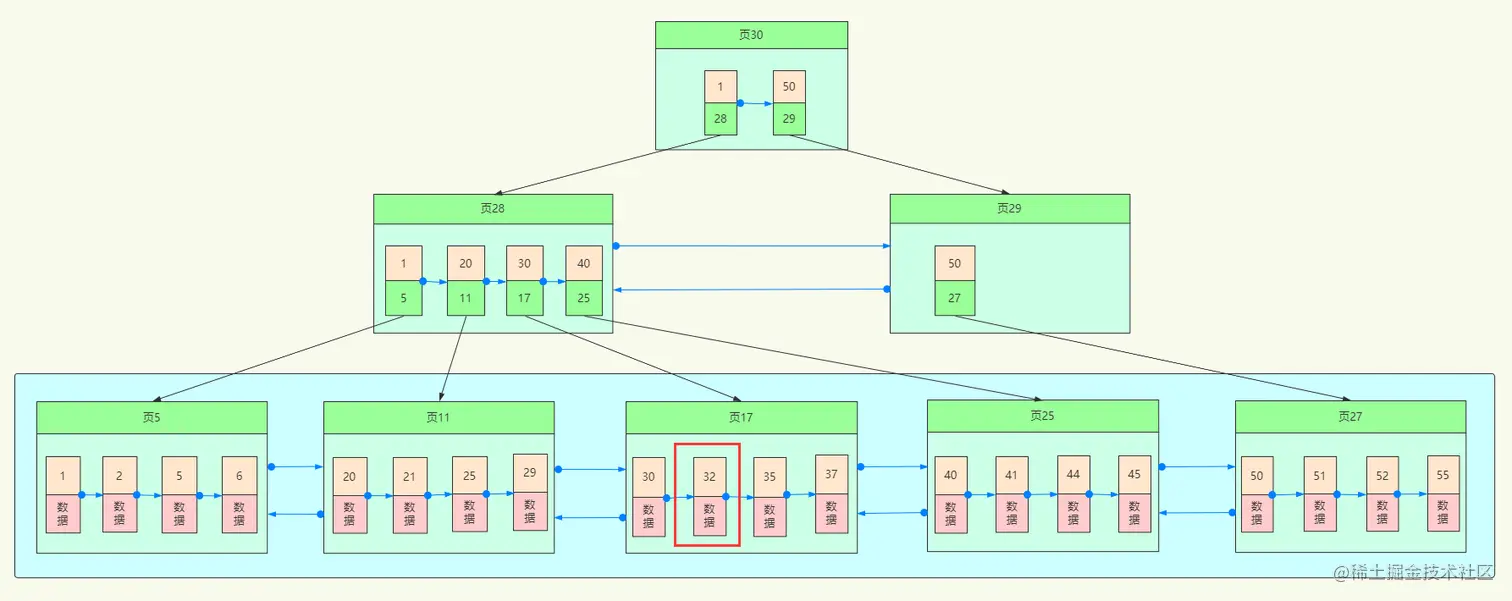 页30
1 50
28 29
页28 页29
1 20 30 40 50
5 11 17 25 27
页5 页11 页17 页25 页27
1 2 5 6 20 21 25 29 30 32 35 37 40 41 44 45 50 51 52 55
数据 数据 数据 数据 数据 数据 数据 数据 数据 数据 数据 数据 数据 数据 数据 数据 数据 数据 数据 数据
@稀土掘金技术社区